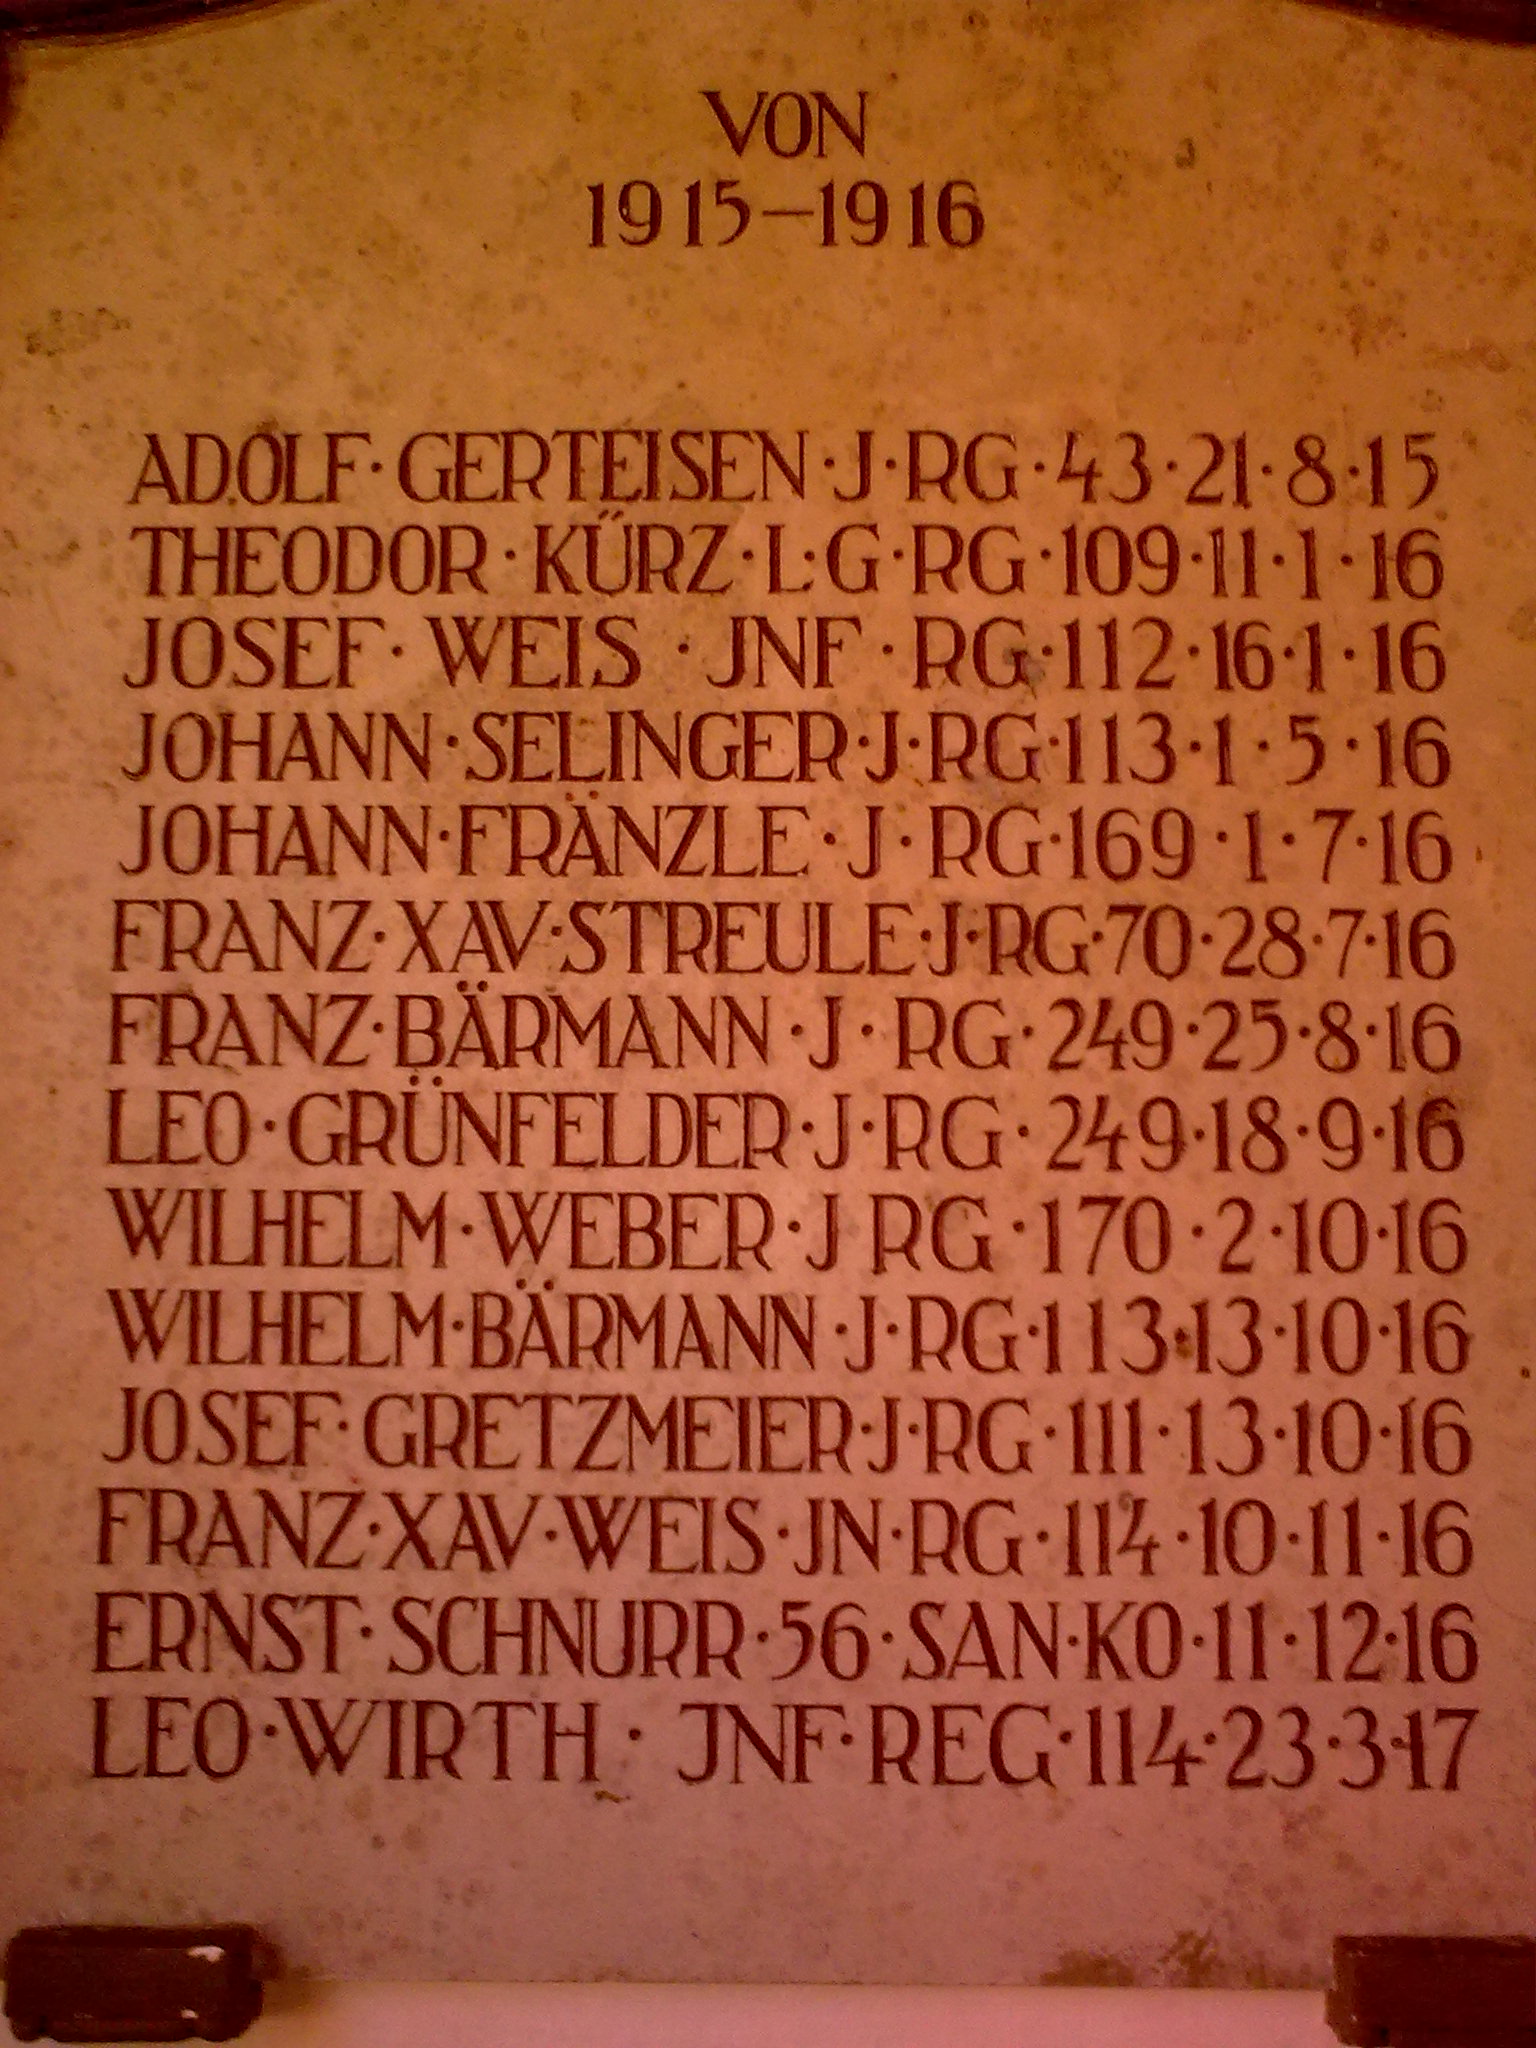 VON
1915–1916
ADOLF · GERTEISEN · J · RG · 43 · 21 · 8 · 15
THEODOR · KÜRZ · L · G · RG · 109 · 11 · 1 · 16
JOSEF · WEIS · JNF · RG · 112 · 16 · 1 · 16
JOHANN · SELINGER · J · RG · 113 · 1 · 5 · 16
JOHANN · FRÄNZLE · J · RG · 169 · 1 · 7 · 16
FRANZ · XAV · STREULE · J · RG · 70 · 28 · 7 · 16
FRANZ · BÄRMANN · J · RG · 249 · 25 · 8 · 16
LEO · GRÜNFELDER · J · RG · 249 · 18 · 9 · 16
WILHELM · WEBER · J RG · 170 · 2 · 10 · 16
WILHELM · BÄRMANN · J · RG · 113 · 13 · 10 · 16
JOSEF · GRETZMEIER · J · RG · 111 · 13 · 10 · 16
FRANZ · XAV · WEIS · JN · RG · 114 · 10 · 11 · 16
ERNST · SCHNURR · 56 · SAN · KO · 11 · 12 · 16
LEO · WIRTH · JNF · REG · 114 · 23 · 3 · 17